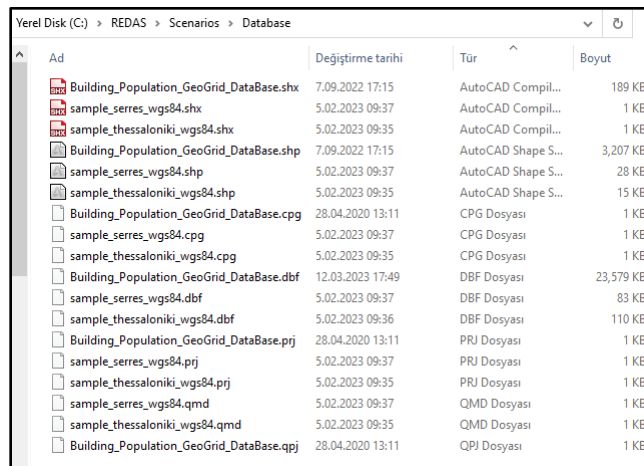 Yerel Disk (C:) > REDAS > Scenarios > Database
Ad Değiştirme tarihi Tür Boyut
Building_Population_GeoGrid_DataBase.shx 7.09.2022 17:15 AutoCAD Compil... 189 KB
sample_serres_wgs84.shx 5.02.2023 09:37 AutoCAD Compil... 1 KB
sample_thessaloniki_wgs84.shx 5.02.2023 09:35 AutoCAD Compil... 1 KB
Building_Population_GeoGrid_DataBase.shp 7.09.2022 17:15 AutoCAD Shape S... 3,207 KB
sample_serres_wgs84.shp 5.02.2023 09:37 AutoCAD Shape S... 28 KB
sample_thessaloniki_wgs84.shp 5.02.2023 09:35 AutoCAD Shape S... 15 KB
Building_Population_GeoGrid_DataBase.cpg 28.04.2020 13:11 CPG Dosyası 1 KB
sample_serres_wgs84.cpg 5.02.2023 09:37 CPG Dosyası 1 KB
sample_thessaloniki_wgs84.cpg 5.02.2023 09:35 CPG Dosyası 1 KB
Building_Population_GeoGrid_DataBase.dbf 12.03.2023 17:49 DBF Dosyası 23,579 KB
sample_serres_wgs84.dbf 5.02.2023 09:37 DBF Dosyası 83 KB
sample_thessaloniki_wgs84.dbf 5.02.2023 09:36 DBF Dosyası 110 KB
Building_Population_GeoGrid_DataBase.prj 28.04.2020 13:11 PRJ Dosyası 1 KB
sample_serres_wgs84.prj 5.02.2023 09:37 PRJ Dosyası 1 KB
sample_thessaloniki_wgs84.prj 5.02.2023 09:35 PRJ Dosyası 1 KB
sample_serres_wgs84.qmd 5.02.2023 09:37 QMD Dosyası 1 KB
sample_thessaloniki_wgs84.qmd 5.02.2023 09:35 QMD Dosyası 1 KB
Building_Population_GeoGrid_DataBase.qpj 28.04.2020 13:11 QPJ Dosyası 1 KB